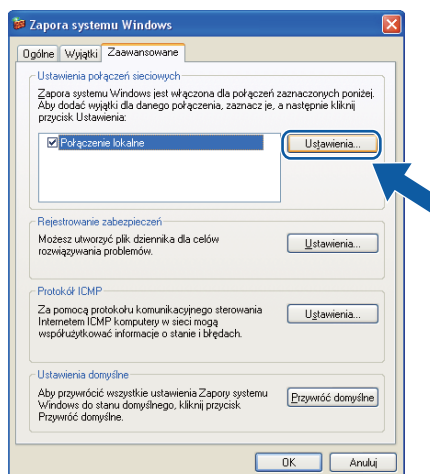 Zapora systemu Windows
Ogólne Wyjątki Zaawansowane
Ustawienia połączeń sieciowych
Zapora systemu Windows jest włączona dla połączeń zaznaczonych poniżej.
Aby dodać wyjątki dla danego połączenia, zaznacz je, a następnie kliknij
przycisk Ustawienia:
Połączenie lokalne
Ustawienia...
Rejestrowanie zabezpieczeń
Możesz utworzyć plik dziennika dla celów
rozwiązywania problemów.
Ustawienia...
Protokół ICMP
Za pomocą protokołu komunikacyjnego sterowania
Internetem ICMP komputery w sieci mogą
współużytkować informacje o stanie i błędach.
Ustawienia...
Ustawienia domyślne
Aby przywrócić wszystkie ustawienia Zapory systemu
Windows do stanu domyślnego, kliknij przycisk
Przywróć domyślne.
Przywróć domyślne
OK Anuluj